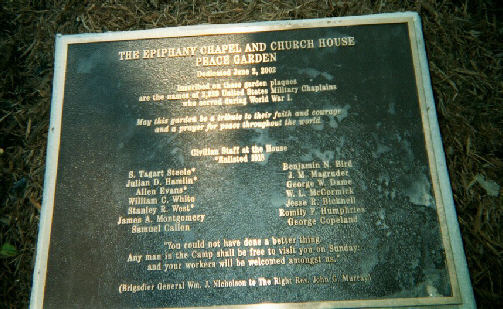 THE EPIPHANY CHAPEL AND CHURCH HOUSE
PEACE GARDEN
Dedicated June 2, 2002
Inscribed on these garden plaques
are the names of United States Military Chaplains
who served during World War 1.
May this garden be a tribute to their faith and courage
and a prayer for peace throughout the world.
Civilian Staff at the House
*Enlisted 1918
S. Tagart Steele*
Julian D. Hamlin*
Allen Evans*
William C. White
Stanley R. West*
James A. Montgomery
Samuel Callen
Benjamin N. Bird
J. M. Magruder
George W. Dame
W. L. McCormick
Jesse R. Bicknell
Romily F. Humphries
George Copeland
"You could not have done a better thing.
Any man in the Camp shall be free to visit you on Sunday;
and your workers will be welcomed amongst us."
(Brigadier General Wm. J. Nicholson to The Right Rev. John G. Murray)